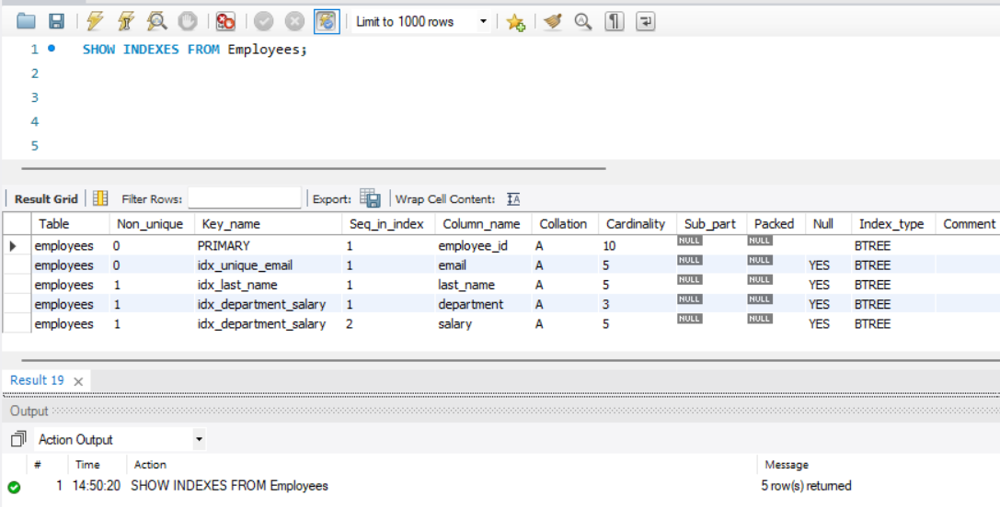 Limit to 1000 rows
1 SHOW INDEXES FROM Employees;
2
3
4
5
Result Grid Filter Rows: Export: Wrap Cell Content: IA
Table Non_unique Key_name Seq_in_index Column_name Collation Cardinality Sub_part Packed Null Index_type Comment
employees 0 PRIMARY 1 employee_id A 10 NULL NULL BTREE
employees 0 idx_unique_email 1 email A 5 NULL NULL YES BTREE
employees 1 idx_last_name 1 last_name A 5 NULL NULL YES BTREE
employees 1 idx_department_salary 1 department A 3 NULL NULL YES BTREE
employees 1 idx_department_salary 2 salary A 5 NULL NULL YES BTREE
Result 19
Output
Action Output
# Time Action Message
1 14:50:20 SHOW INDEXES FROM Employees 5 row(s) returned